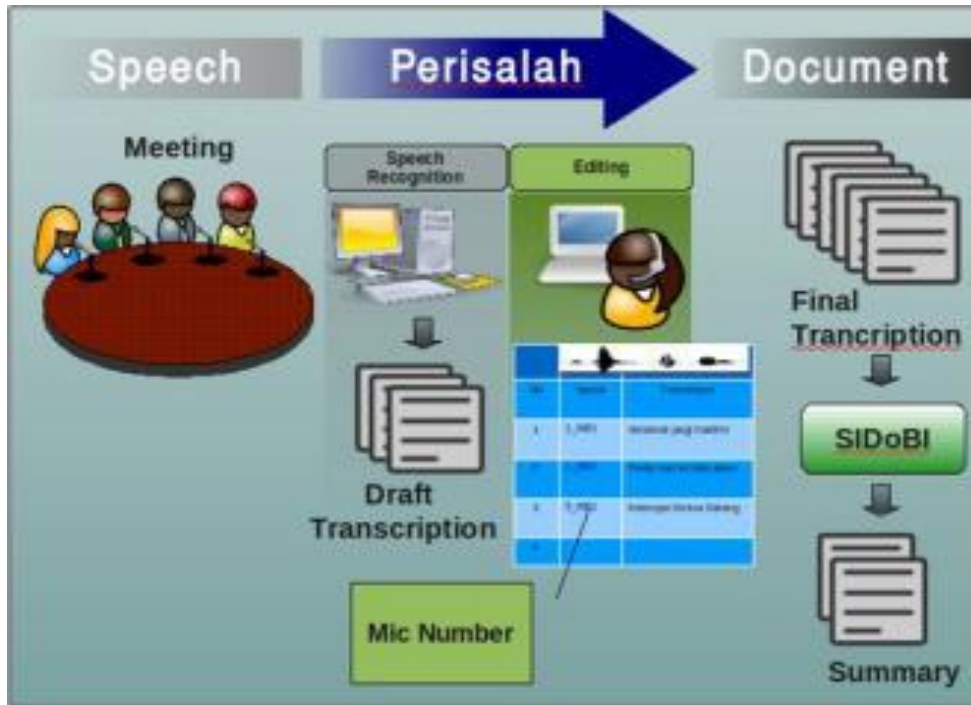 Speech
Perisalah
Document
Meeting
Speech
Recognition
Editing
Draft
Transcription
Mic Number
Final
Trancription
SIDoBI
Summary